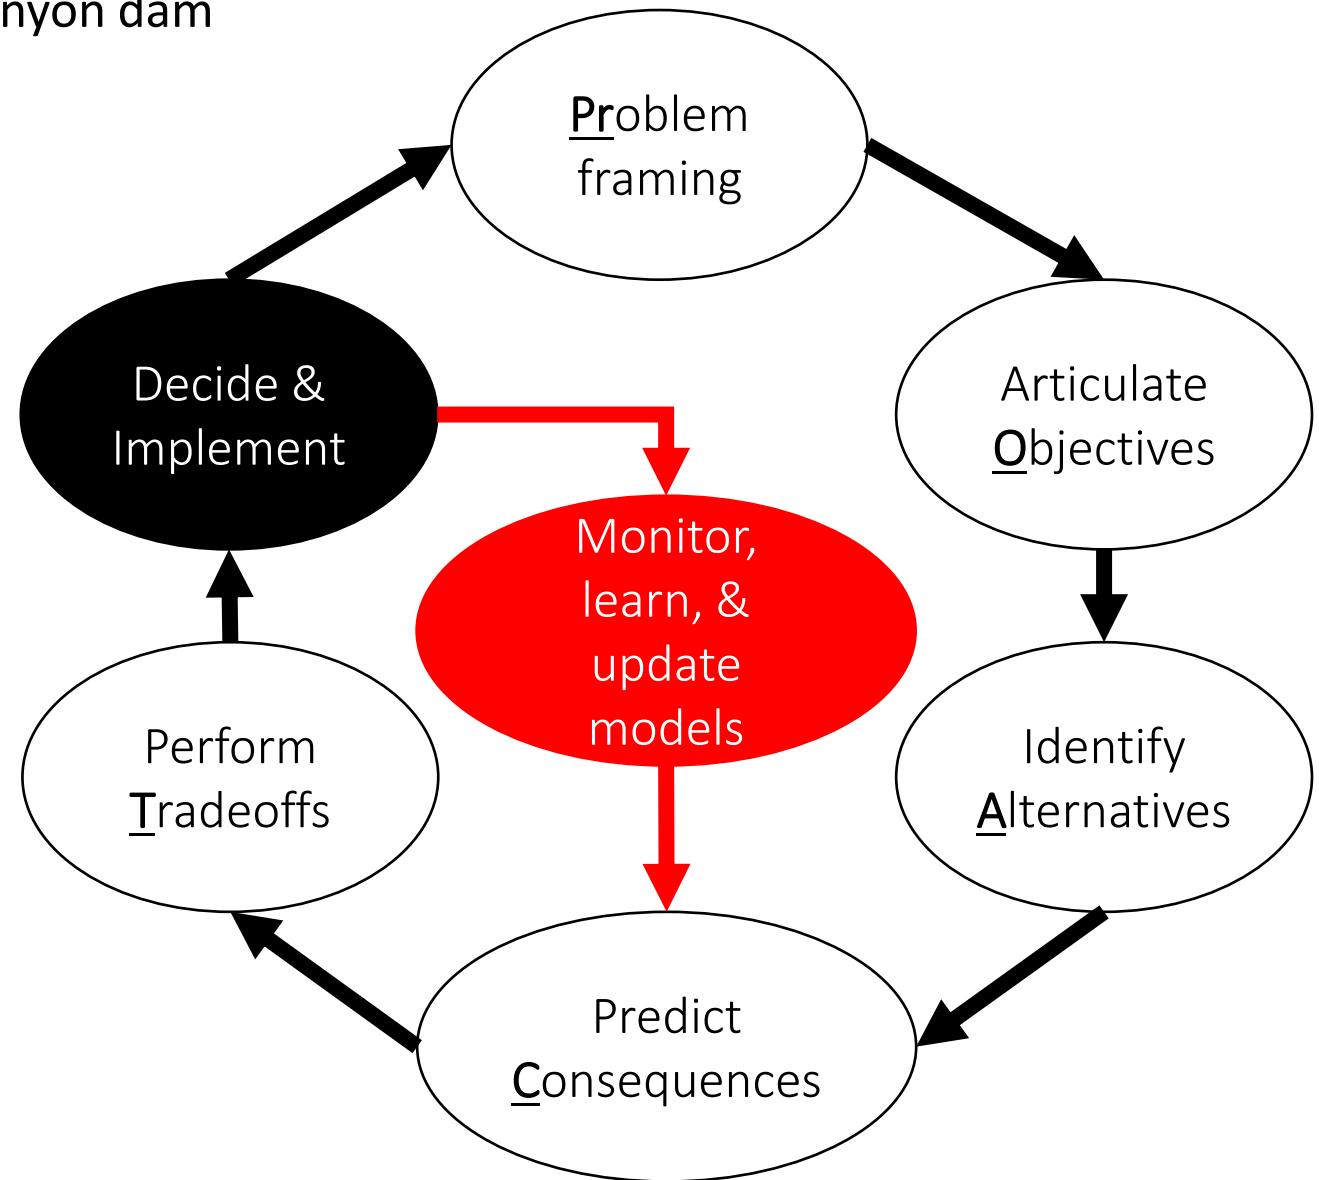 nyon dam
Problem
framing
Decide &
Implement
Articulate
Objectives
Monitor,
learn, &
update
models
Perform
Tradeoffs
Identify
Alternatives
Predict
Consequences